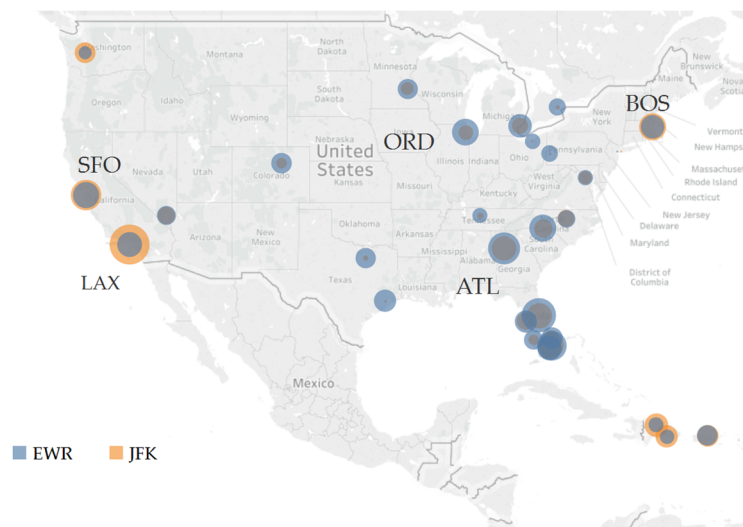 Washington
Montana
North
Dakota
Minnesota
Wisconsin
Michigan
New
Brunswick
Maine
Nova
Scotia
BOS
Vermont
New Hamps
Massachuset
Rhode Island
Connecticut
New Jersey
Delaware
Maryland
District of
Columbia
Oregon
Idaho
Wyoming
South
Dakota
Iowa
ORD
New
York
Nebraska
United
States
Illinois
Indiana
Ohio
Pennsylvania
SFO
Nevada
Utah
Colorado
Kansas
Missouri
West
Virginia
Kentucky
California
Arizona
New
Mexico
Oklahoma
Arkansas
Tennessee
Carolina
LAX
Texas
Louisiana
Mississippi
Alabama
Georgia
ATL
Mexico
EWR
JFK